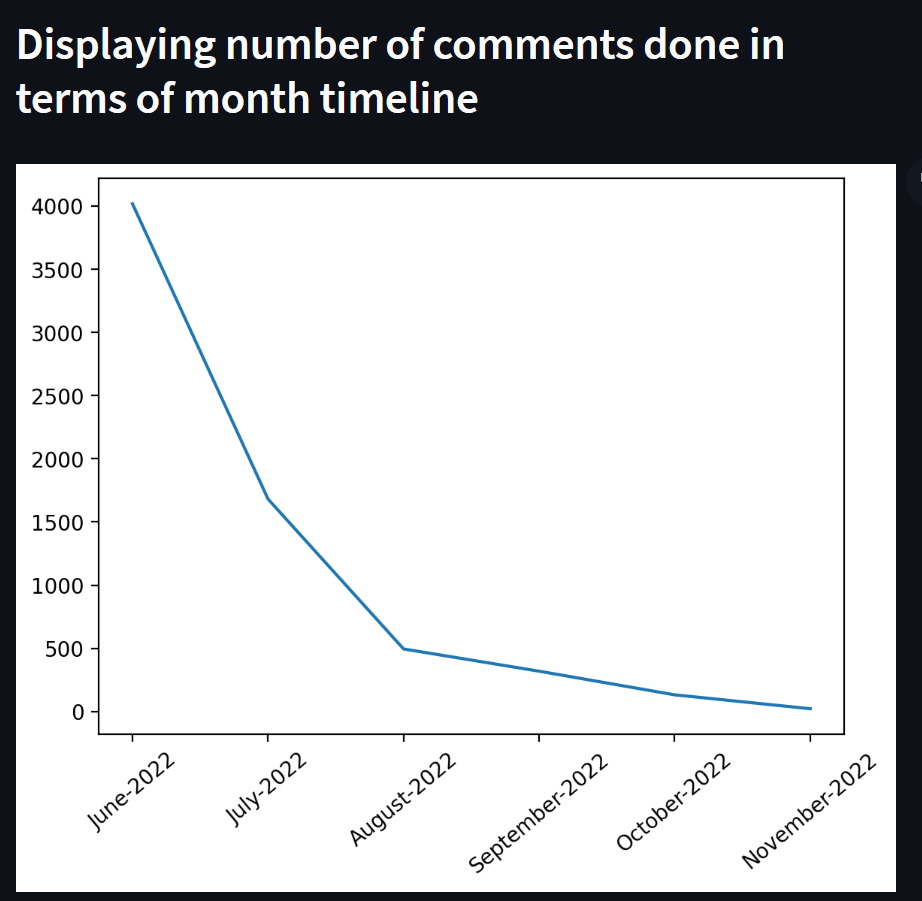 Displaying number of comments done in
terms of month timeline
4000
3500
3000
2500
2000
1500
1000
500
0
June-2022
July-2022
August-2022
September-2022
October-2022
November-2022